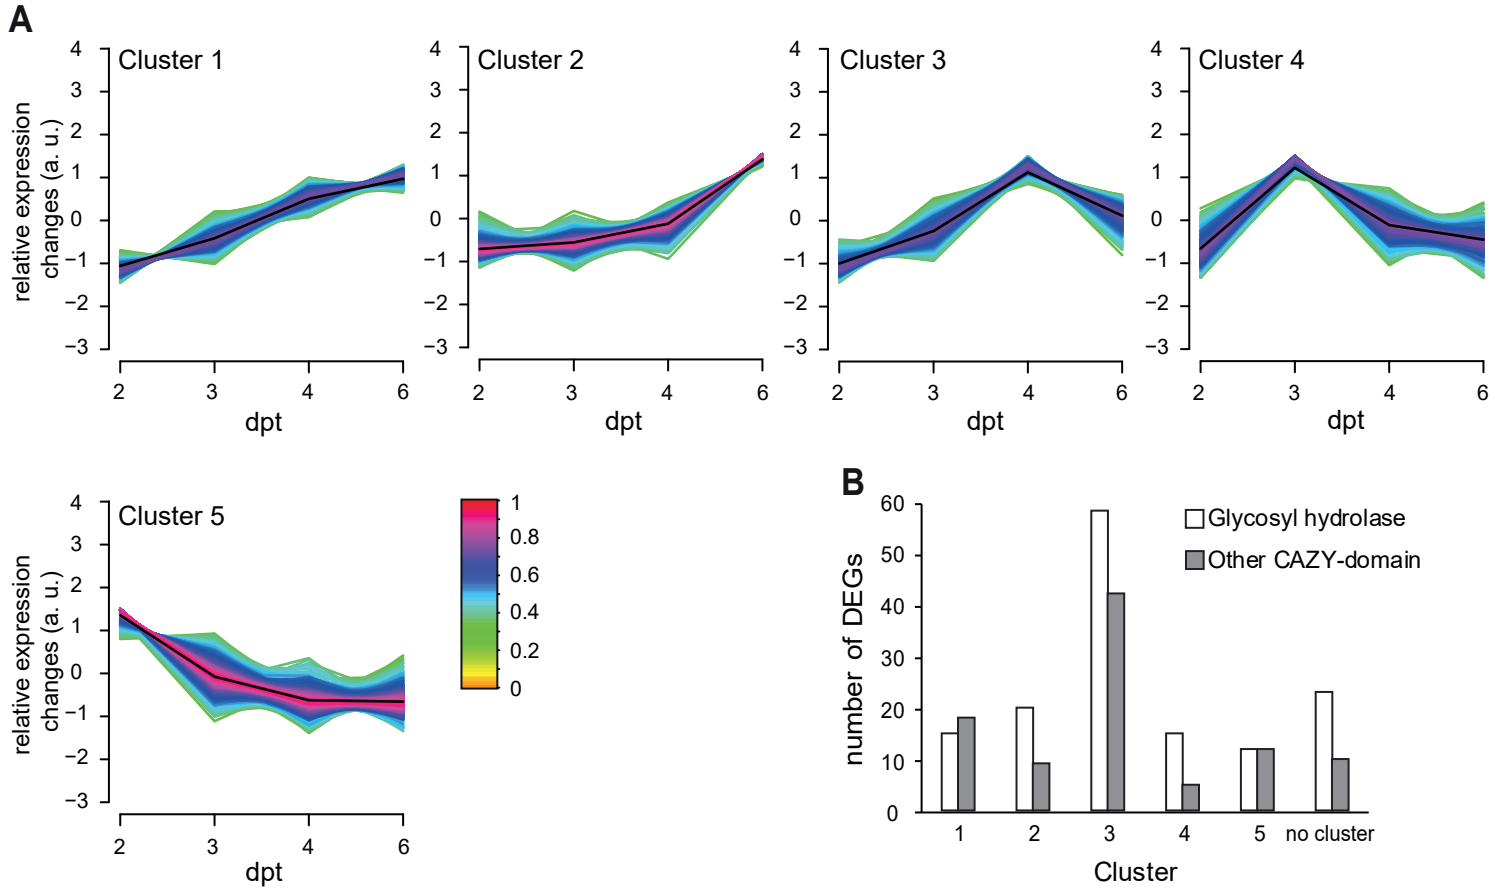 A
Cluster 1
4
3
2
1
0
−1
−2
−3
relative expression
changes (a. u.)
2 3 4 6
dpt
Cluster 2
4
3
2
1
0
−1
−2
−3
2 3 4 6
dpt
Cluster 3
4
3
2
1
0
−1
−2
−3
2 3 4 6
dpt
Cluster 4
4
3
2
1
0
−1
−2
−3
2 3 4 6
dpt
Cluster 5
4
3
2
1
0
−1
−2
−3
relative expression
changes (a. u.)
2 3 4 6
dpt
1
0.8
0.6
0.4
0.2
0
B
60
50
40
30
20
10
0
number of DEGs
Glycosyl hydrolase
Other CAZY-domain
1 2 3 4 5 no cluster
Cluster